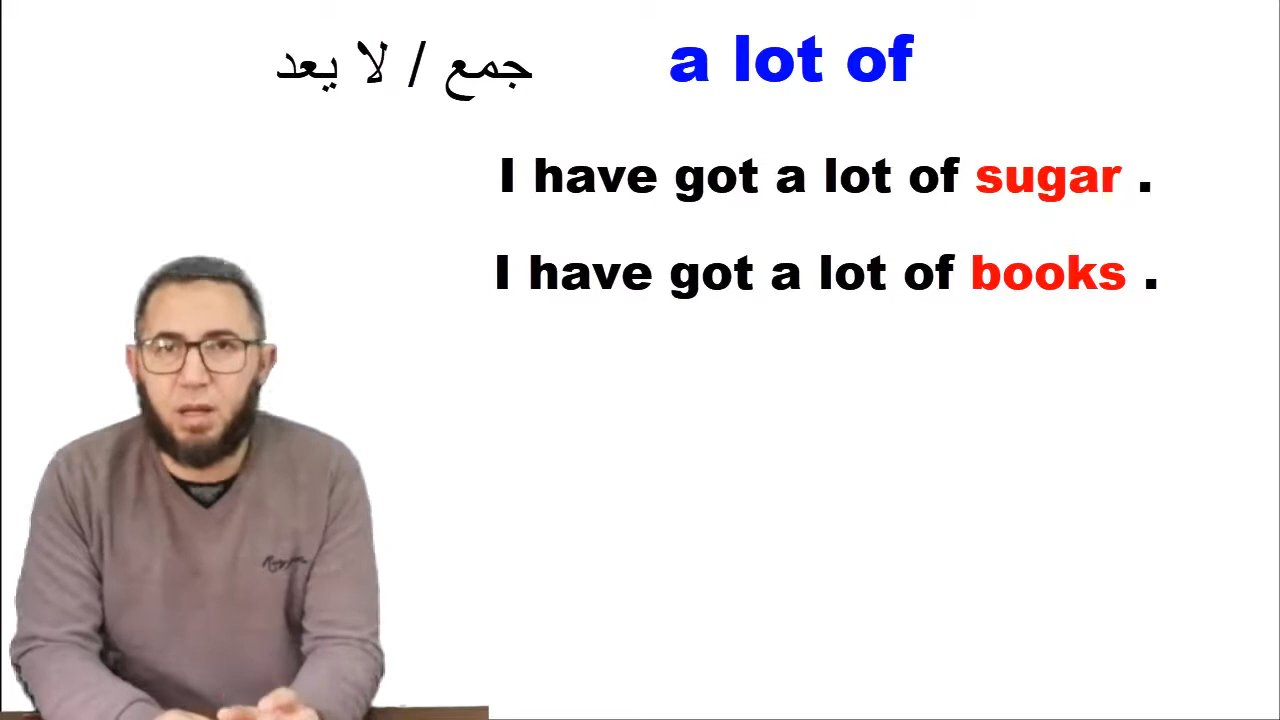 a lot of جمع / لا يعد
I have got a lot of sugar .
I have got a lot of books .